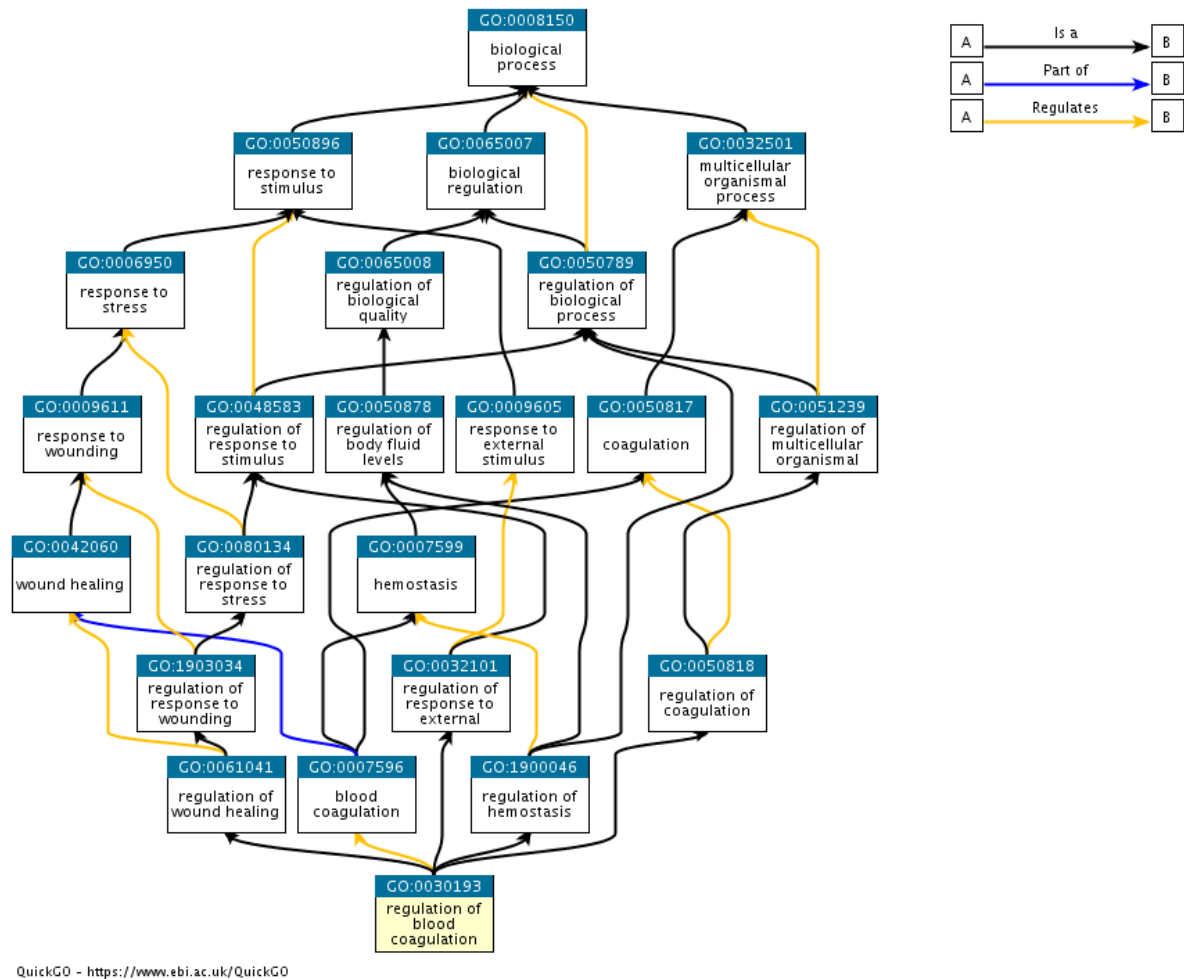 GO:0008150
biological
process
A
Is a
B
A
Part of
B
A
Regulates
B
GO:0050896
response to
stimulus
GO:0065007
biological
regulation
GO:0032501
multicellular
organismal
process
GO:0006950
response to
stress
GO:0065008
regulation of
biological
quality
GO:0050789
regulation of
biological
process
GO:0009611
response to
wounding
GO:0048583
regulation of
response to
stimulus
GO:0050878
regulation of
body fluid
levels
GO:0009605
response to
external
stimulus
GO:0050817
coagulation
GO:0051239
regulation of
multicellular
organismal
GO:0042060
wound healing
GO:0080134
regulation of
response to
stress
GO:0007599
hemostasis
GO:1903034
regulation of
response to
wounding
GO:0032101
regulation of
response to
external
GO:0050818
regulation of
coagulation
GO:0061041
regulation of
wound healing
GO:0007596
blood
coagulation
GO:1900046
regulation of
hemostasis
GO:0030193
regulation of
blood
coagulation
QuickGO - https://www.ebi.ac.uk/QuickGO